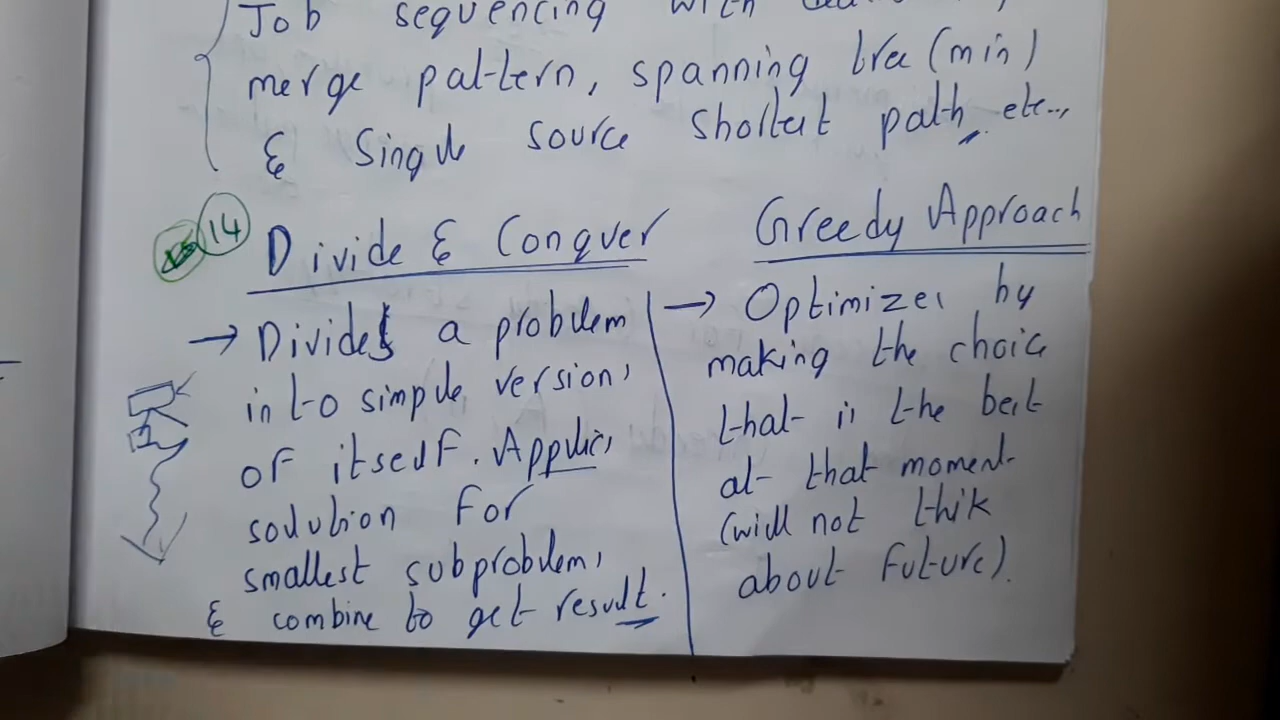 Job sequencing with
merge pattern, spanning tree (min)
& Single source shortest path etc..,
14
Divide & Conquer
→ Divides a problem
into simple versions
of itself. Applies
solution for
smallest subproblems
& combine to get result.
Greedy Approach
→ Optimizes by
making the choice
that is the best
at that moment
(will not thik
about future).